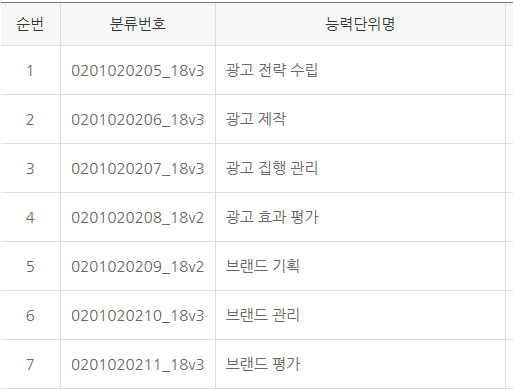 순번 분류번호 능력단위명
1 0201020205_18v3 광고 전략 수립
2 0201020206_18v3 광고 제작
3 0201020207_18v3 광고 집행 관리
4 0201020208_18v2 광고 효과 평가
5 0201020209_18v2 브랜드 기획
6 0201020210_18v3 브랜드 관리
7 0201020211_18v3 브랜드 평가